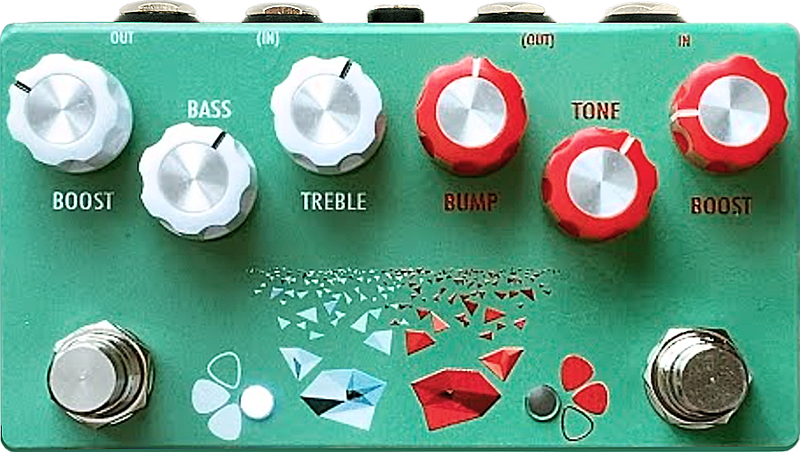 OUT (IN) (OUT) IN
BASS TONE
BOOST TREBLE BUMP BOOST